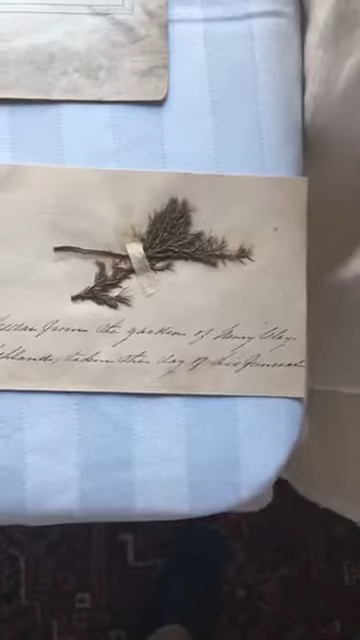 Cedar from the garden of Henry Clay.
Ashland, taken the day of his funeral